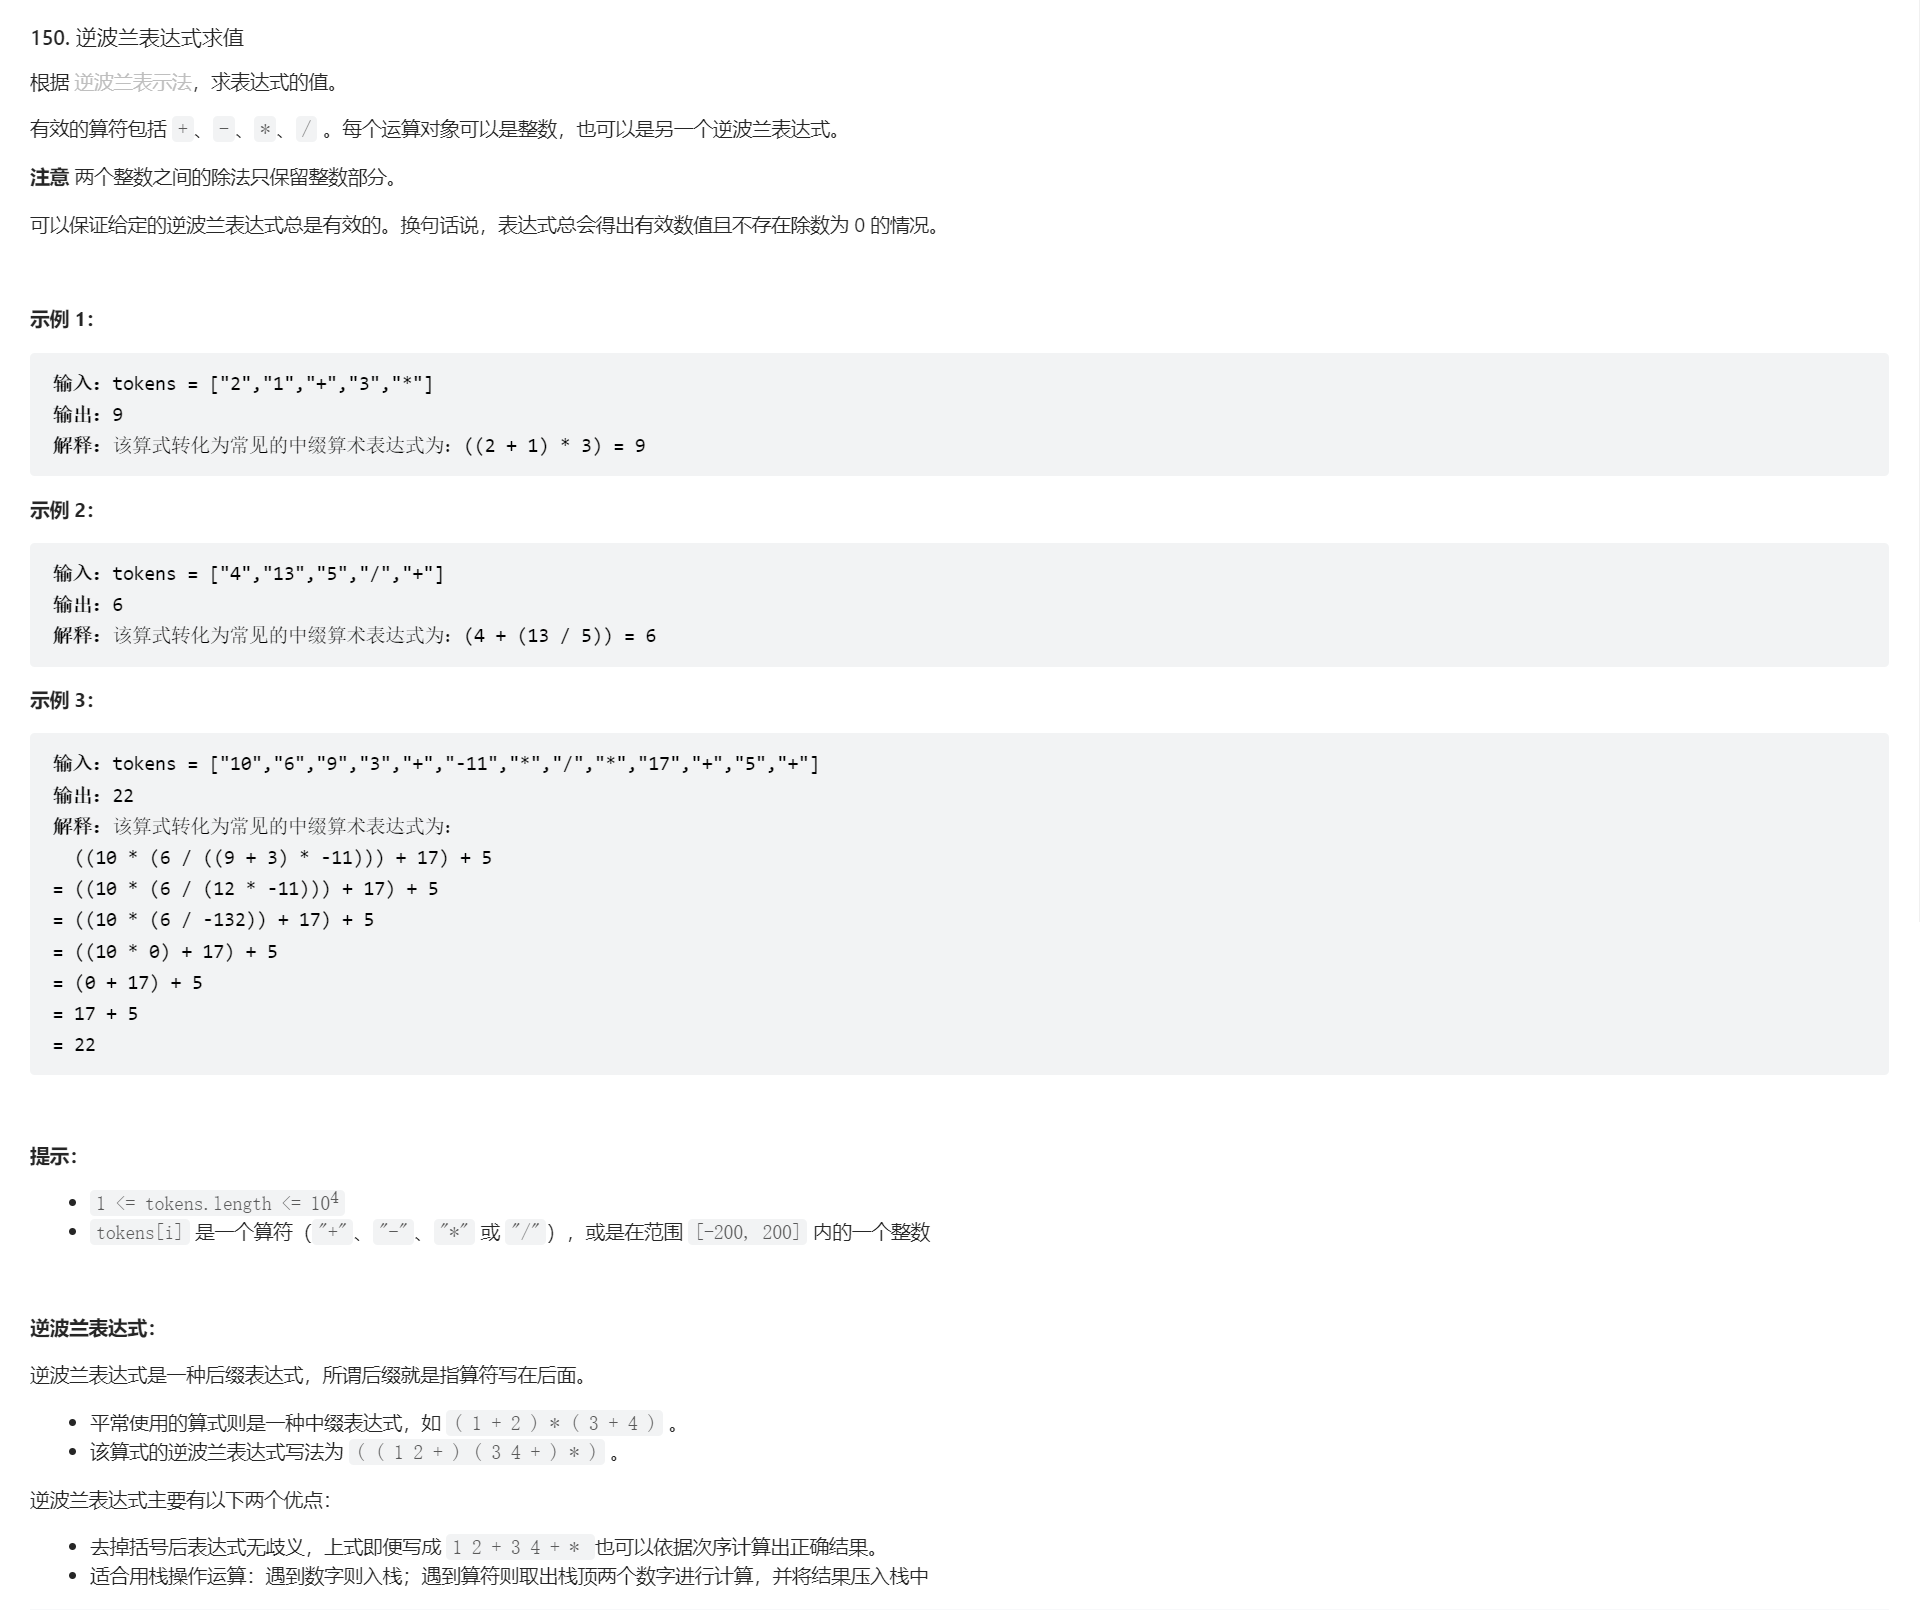 150. 逆波兰表达式求值
根据 逆波兰表示法，求表达式的值。
有效的算符包括 +、-、*、/ 。每个运算对象可以是整数，也可以是另一个逆波兰表达式。
注意 两个整数之间的除法只保留整数部分。
可以保证给定的逆波兰表达式总是有效的。换句话说，表达式总会得出有效数值且不存在除数为 0 的情况。
示例 1：
输入：tokens = ["2","1","+","3","*"]
输出：9
解释：该算式转化为常见的中缀算术表达式为：((2 + 1) * 3) = 9
示例 2：
输入：tokens = ["4","13","5","/","+"]
输出：6
解释：该算式转化为常见的中缀算术表达式为：(4 + (13 / 5)) = 6
示例 3：
输入：tokens = ["10","6","9","3","+","-11","*","/","*","17","+","5","+"]
输出：22
解释：该算式转化为常见的中缀算术表达式为：
((10 * (6 / ((9 + 3) * -11))) + 17) + 5
= ((10 * (6 / (12 * -11))) + 17) + 5
= ((10 * (6 / -132)) + 17) + 5
= ((10 * 0) + 17) + 5
= (0 + 17) + 5
= 17 + 5
= 22
提示：
• 1 <= tokens.length <= 10⁴
• tokens[i] 是一个算符（"+"、"-"、"*" 或 "/"），或是在范围 [-200, 200] 内的一个整数
逆波兰表达式：
逆波兰表达式是一种后缀表达式，所谓后缀就是指算符写在后面。
• 平常使用的算式则是一种中缀表达式，如 ( 1 + 2 ) * ( 3 + 4 ) 。
• 该算式的逆波兰表达式写法为 ( ( 1 2 + ) ( 3 4 + ) * ) 。
逆波兰表达式主要有以下两个优点：
• 去掉括号后表达式无歧义，上式即便写成 1 2 + 3 4 + * 也可以依据次序计算出正确结果。
• 适合用栈操作运算：遇到数字则入栈；遇到算符则取出栈顶两个数字进行计算，并将结果压入栈中